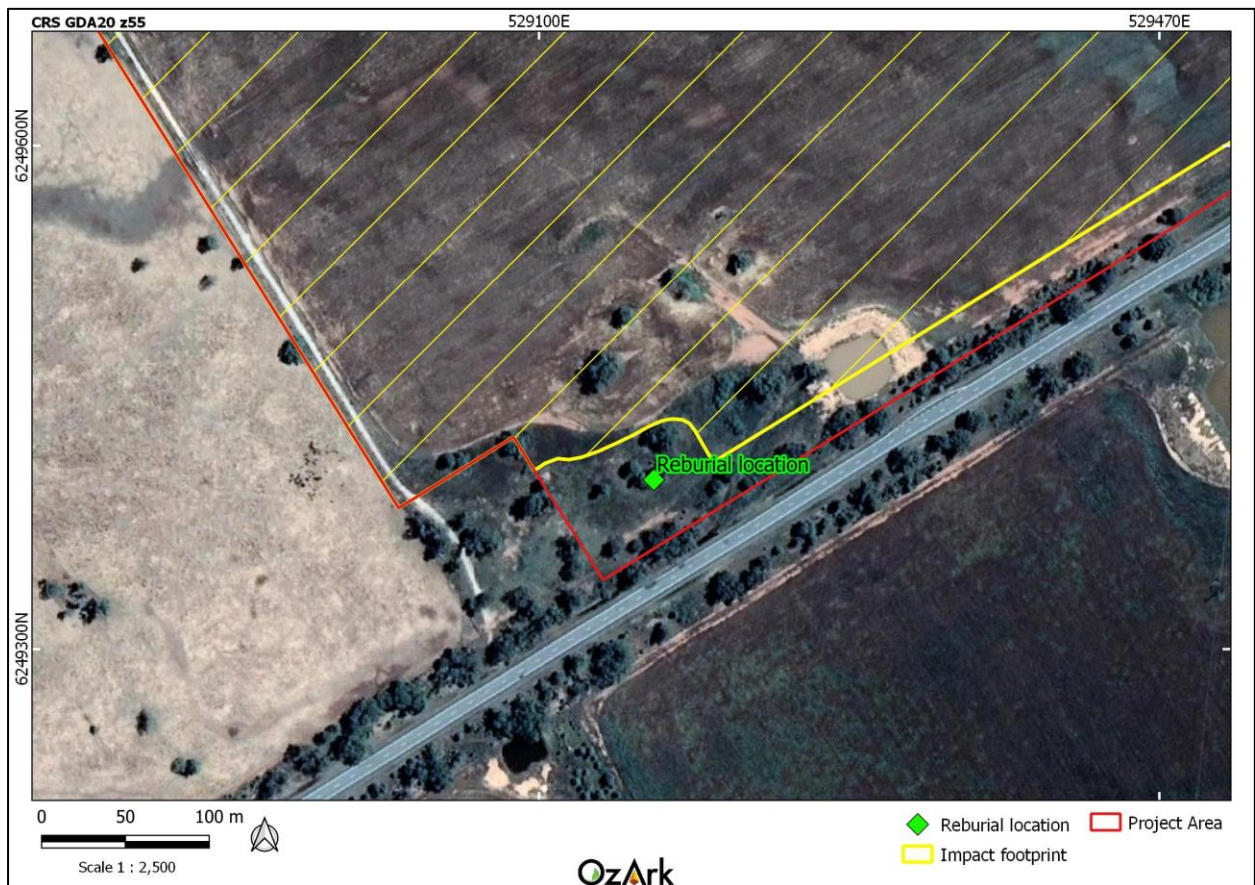 CRS GDA20 z55
529100E
529470E
6249600N
Reburial location
6249300N
0 50 100 m
Scale 1 : 2,500
Reburial location
Project Area
Impact footprint
OzArk